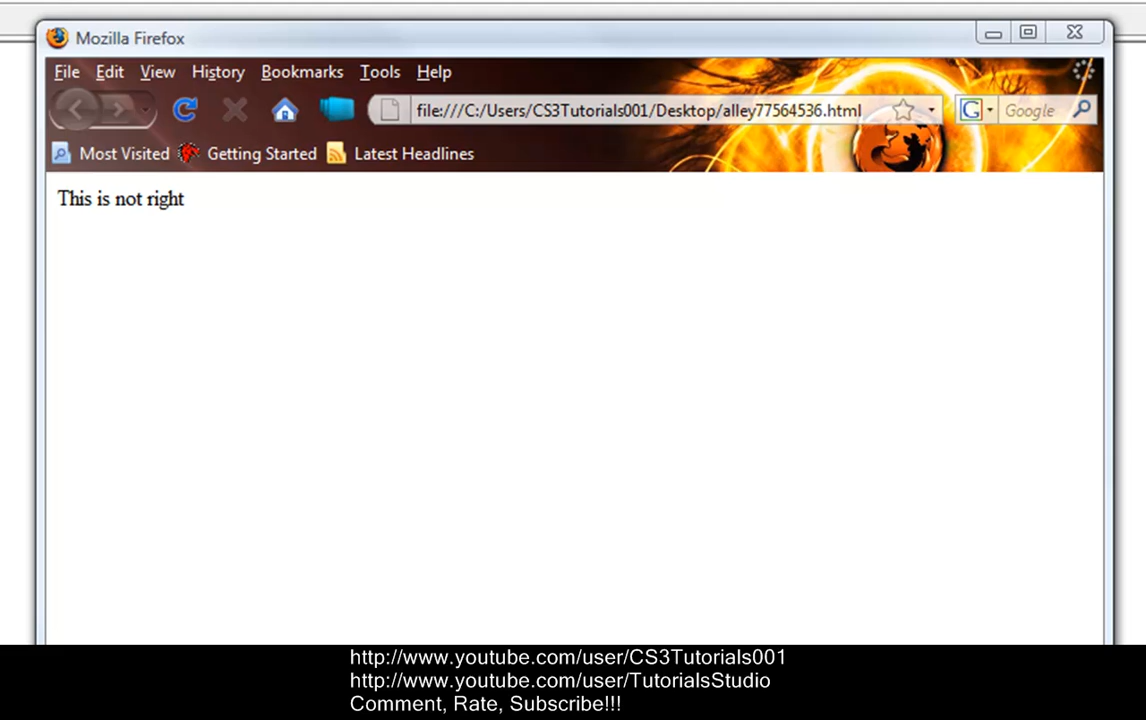 Mozilla Firefox
File Edit View History Bookmarks Tools Help
file:///C:/Users/CS3Tutorials001/Desktop/alley77564536.html G Google
Most Visited Getting Started Latest Headlines
This is not right
http://www.youtube.com/user/CS3Tutorials001
http://www.youtube.com/user/TutorialsStudio
Comment, Rate, Subscribe!!!